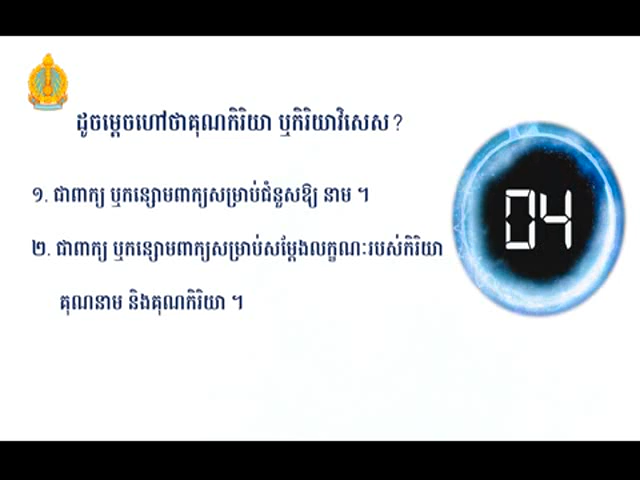 ដូចម្ដេចហៅថាគុណកិរិយា ឬកិរិយាវិសេស?
១. ជាពាក្យ ឬកន្សោមពាក្យសម្រាប់ជំនួសឱ្យ នាម ។
២. ជាពាក្យ ឬកន្សោមពាក្យសម្រាប់សម្ដែងលក្ខណៈរបស់កិរិយា
គុណនាម និងគុណកិរិយា ។
04